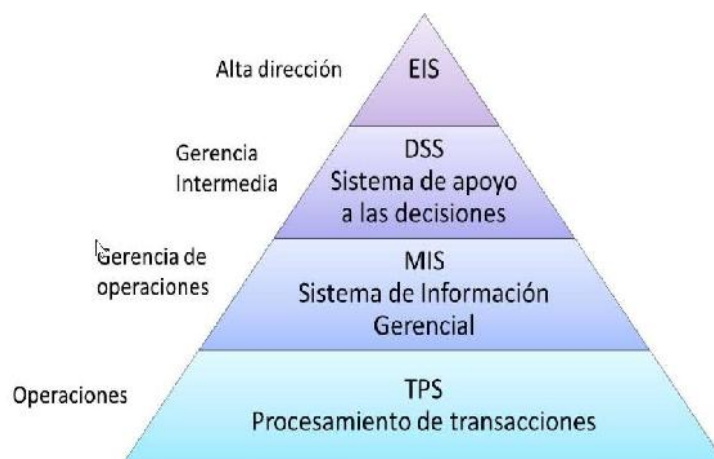 Alta dirección
EIS
Gerencia
Intermedia
DSS
Sistema de apoyo
a las decisiones
Gerencia de
operaciones
MIS
Sistema de Información
Gerencial
Operaciones
TPS
Procesamiento de transacciones